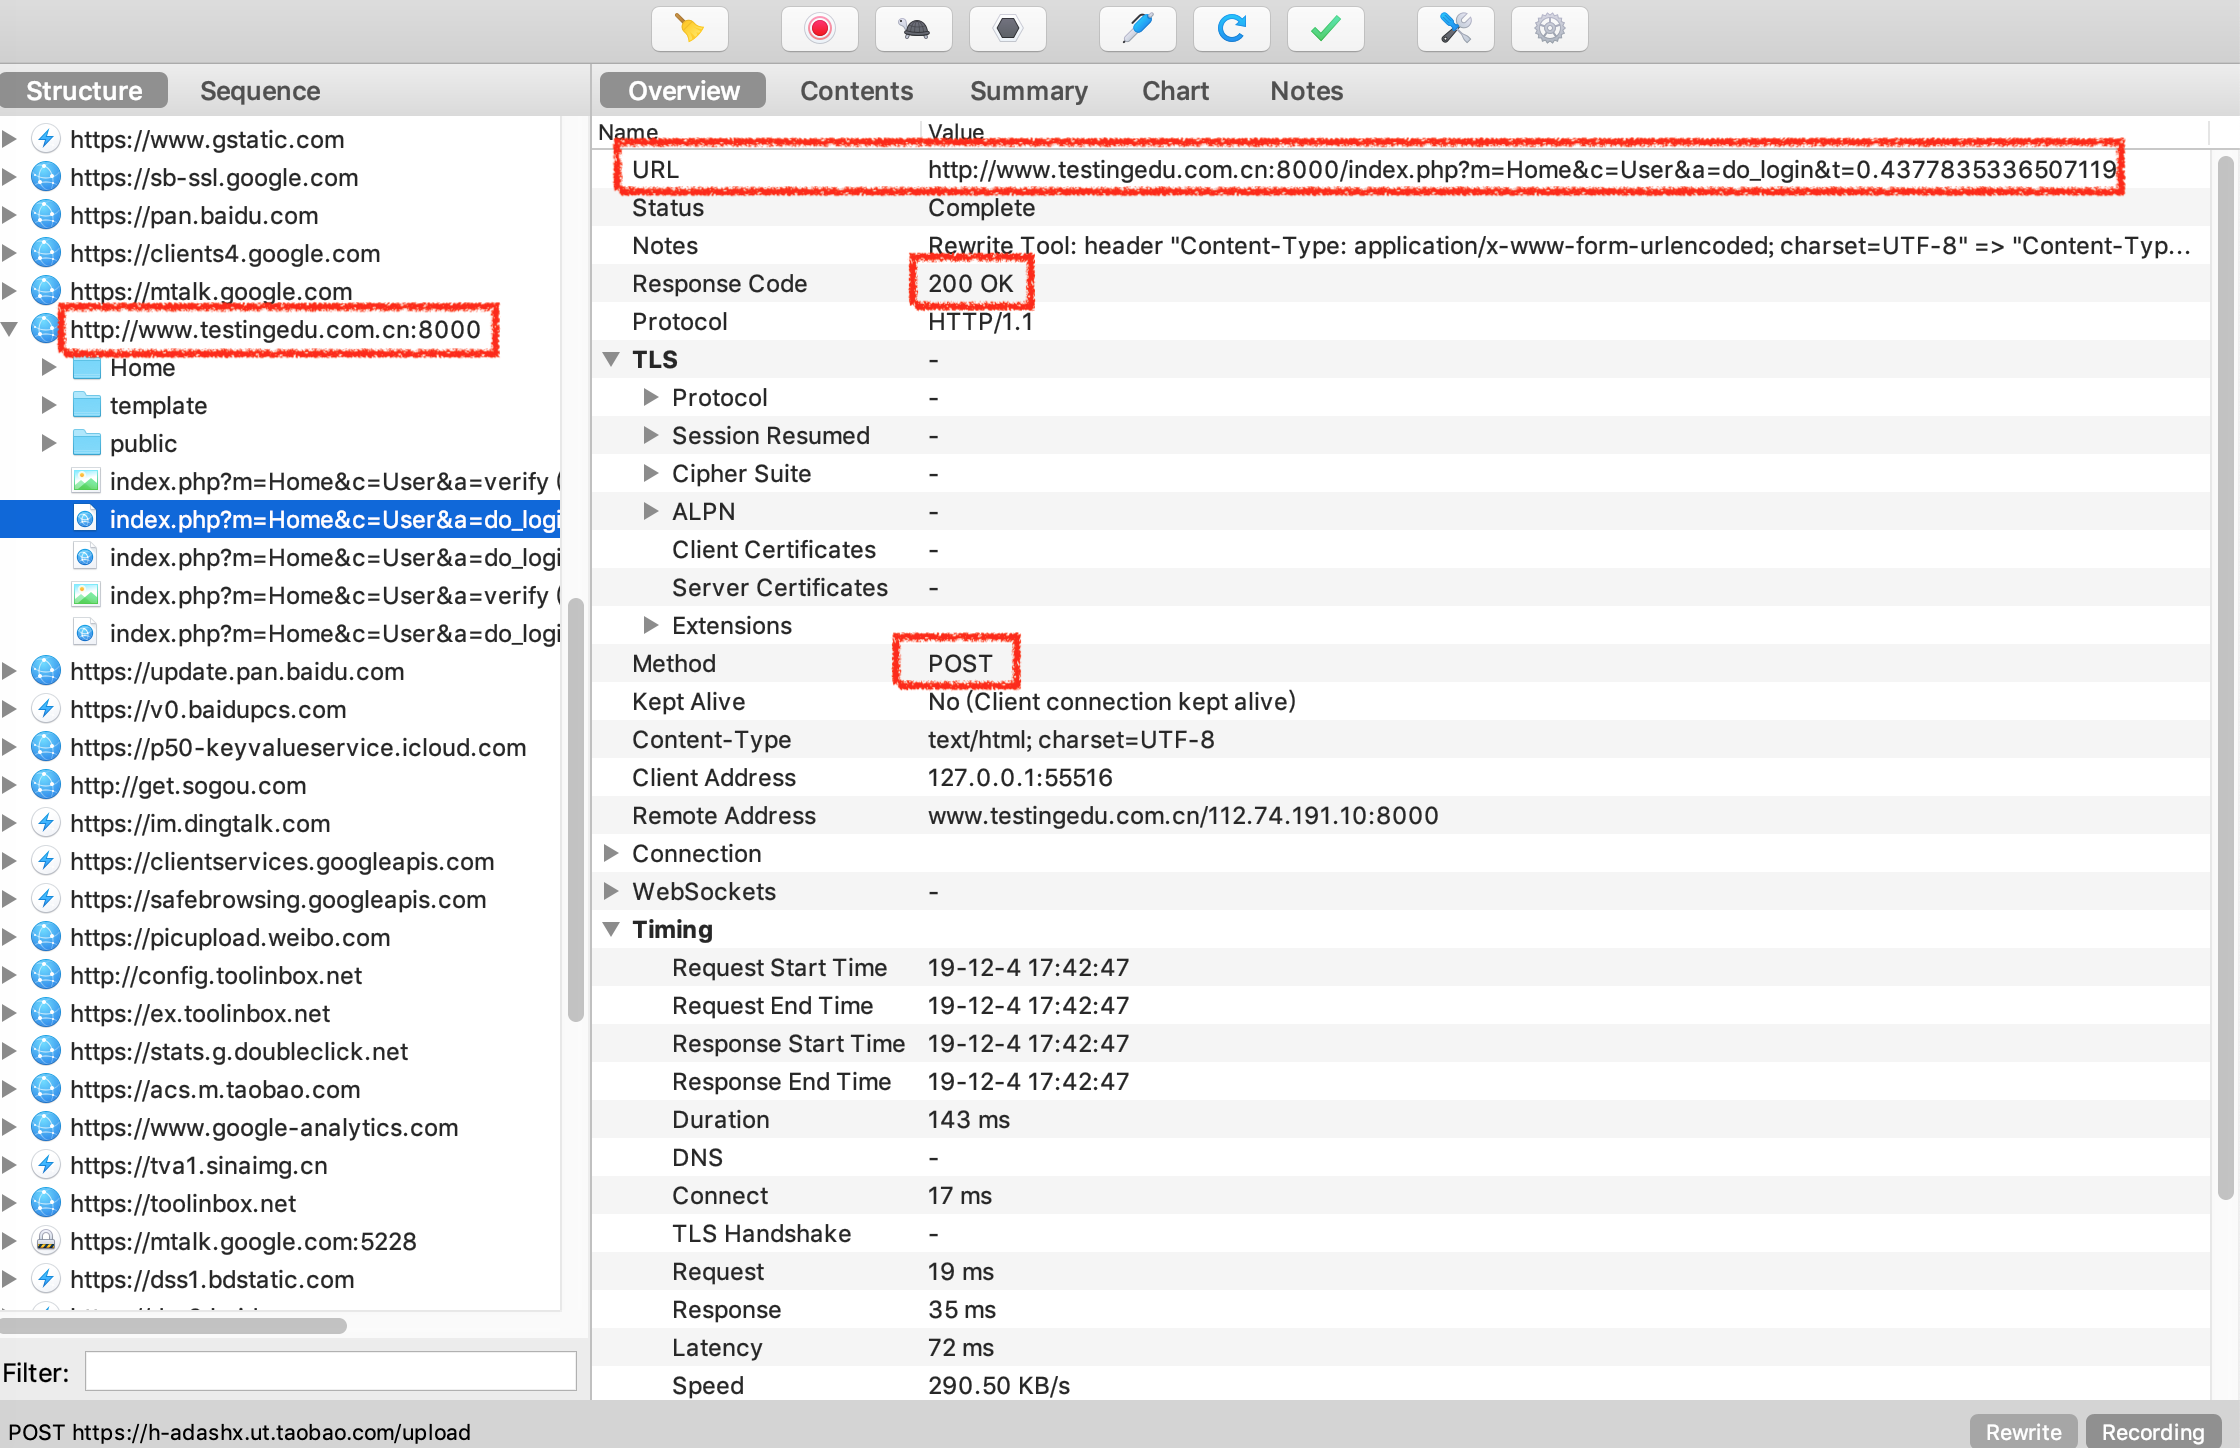 Structure
Sequence
https://www.gstatic.com
https://sb-ssl.google.com
https://pan.baidu.com
https://clients4.google.com
https://mtalk.google.com
http://www.testingedu.com.cn:8000
Home
template
public
index.php?m=Home&c=User&a=verify (
index.php?m=Home&c=User&a=do_logi
index.php?m=Home&c=User&a=do_logi
index.php?m=Home&c=User&a=verify (
index.php?m=Home&c=User&a=do_logi
https://update.pan.baidu.com
https://v0.baidupcs.com
https://p50-keyvalueservice.icloud.com
http://get.sogou.com
https://im.dingtalk.com
https://clientservices.googleapis.com
https://safebrowsing.googleapis.com
https://picupload.weibo.com
http://config.toolinbox.net
https://ex.toolinbox.net
https://stats.g.doubleclick.net
https://acs.m.taobao.com
https://www.google-analytics.com
https://tva1.sinaimg.cn
https://toolinbox.net
https://mtalk.google.com:5228
https://dss1.bdstatic.com
Filter:
Overview Contents Summary Chart Notes
Name Value
URL http://www.testingedu.com.cn:8000/index.php?m=Home&c=User&a=do_login&t=0.4377835336507119
Status Complete
Notes Rewrite Tool: header "Content-Type: application/x-www-form-urlencoded; charset=UTF-8" => "Content-Typ...
Response Code 200 OK
Protocol HTTP/1.1
TLS -
Protocol -
Session Resumed -
Cipher Suite -
ALPN -
Client Certificates -
Server Certificates -
Extensions
Method POST
Kept Alive No (Client connection kept alive)
Content-Type text/html; charset=UTF-8
Client Address 127.0.0.1:55516
Remote Address www.testingedu.com.cn/112.74.191.10:8000
Connection
WebSockets -
Timing
Request Start Time 19-12-4 17:42:47
Request End Time 19-12-4 17:42:47
Response Start Time 19-12-4 17:42:47
Response End Time 19-12-4 17:42:47
Duration 143 ms
DNS -
Connect 17 ms
TLS Handshake -
Request 19 ms
Response 35 ms
Latency 72 ms
Speed 290.50 KB/s
POST https://h-adashx.ut.taobao.com/upload
Rewrite Recording